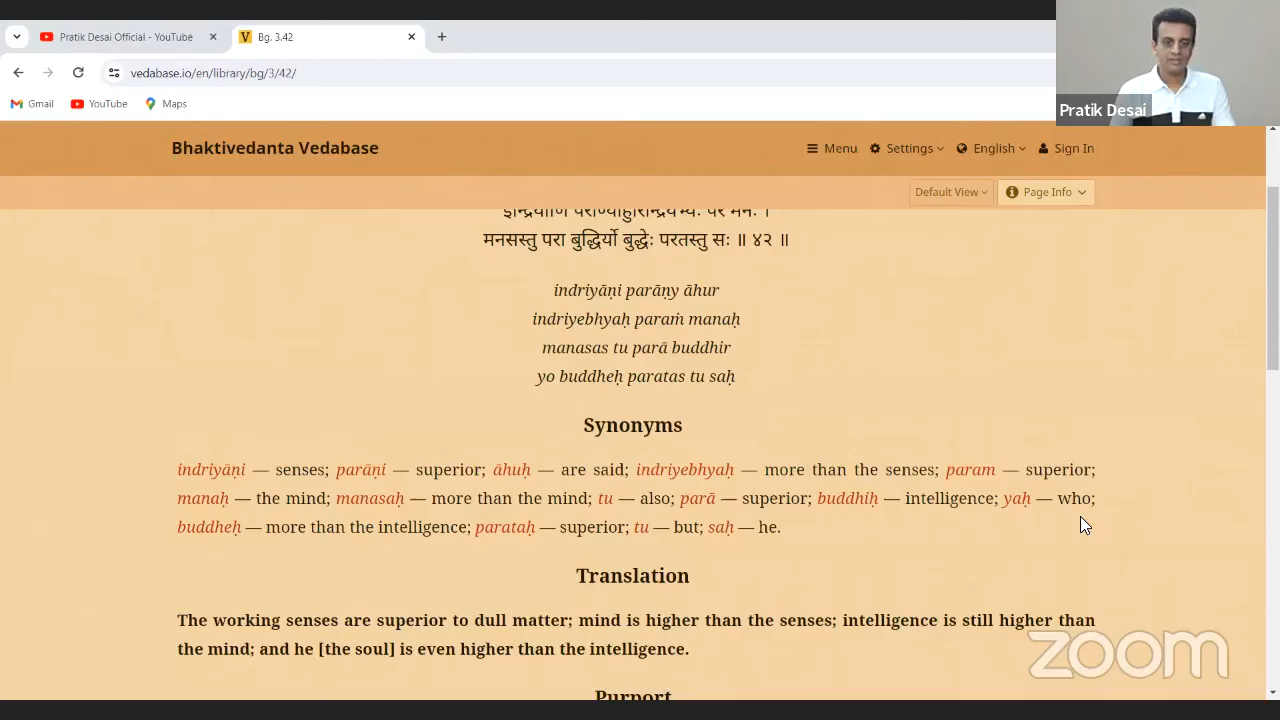 Pratik Desai Official - YouTube
V Bg. 3.42
vedabase.io/en/library/bg/3/42/
Gmail YouTube Maps
Pratik Desai
Bhaktivedanta Vedabase Menu Settings English Sign In
Default View Page Info
मनसस्तु परा बुद्धिर्यो बुद्धेः परतस्तु सः ॥ ४२ ॥
indriyāṇi parāṇy āhur
indriyebhyaḥ paraṁ manaḥ
manasas tu parā buddhir
yo buddheḥ paratas tu saḥ
Synonyms
indriyāṇi — senses; parāṇi — superior; āhuḥ — are said; indriyebhyaḥ — more than the senses; param — superior;
manaḥ — the mind; manasaḥ — more than the mind; tu — also; parā — superior; buddhiḥ — intelligence; yaḥ — who;
buddheḥ — more than the intelligence; parataḥ — superior; tu — but; saḥ — he.
Translation
The working senses are superior to dull matter; mind is higher than the senses; intelligence is still higher than
the mind; and he [the soul] is even higher than the intelligence.
zoom
Purport